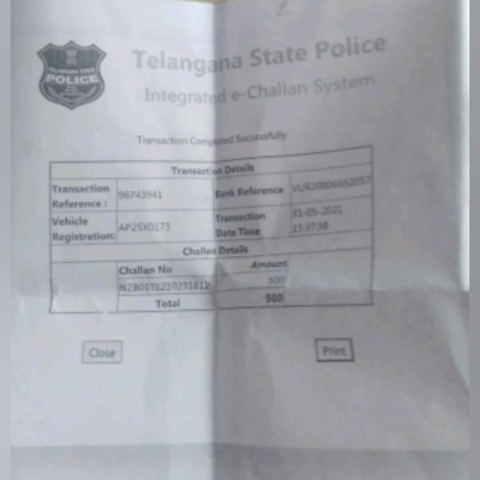 TELANGANA STATE
POLICE
Telangana State Police
Integrated e-Challan System
Transaction Completed Successfully
Transaction Details
Transaction Reference : 96743941 Bank Reference
Vehicle Registration: AP25X0173 Transaction Date Time 31-05-2021 15:37:38
Challan Details
Challan No Amount
500
Total 500
Close Print